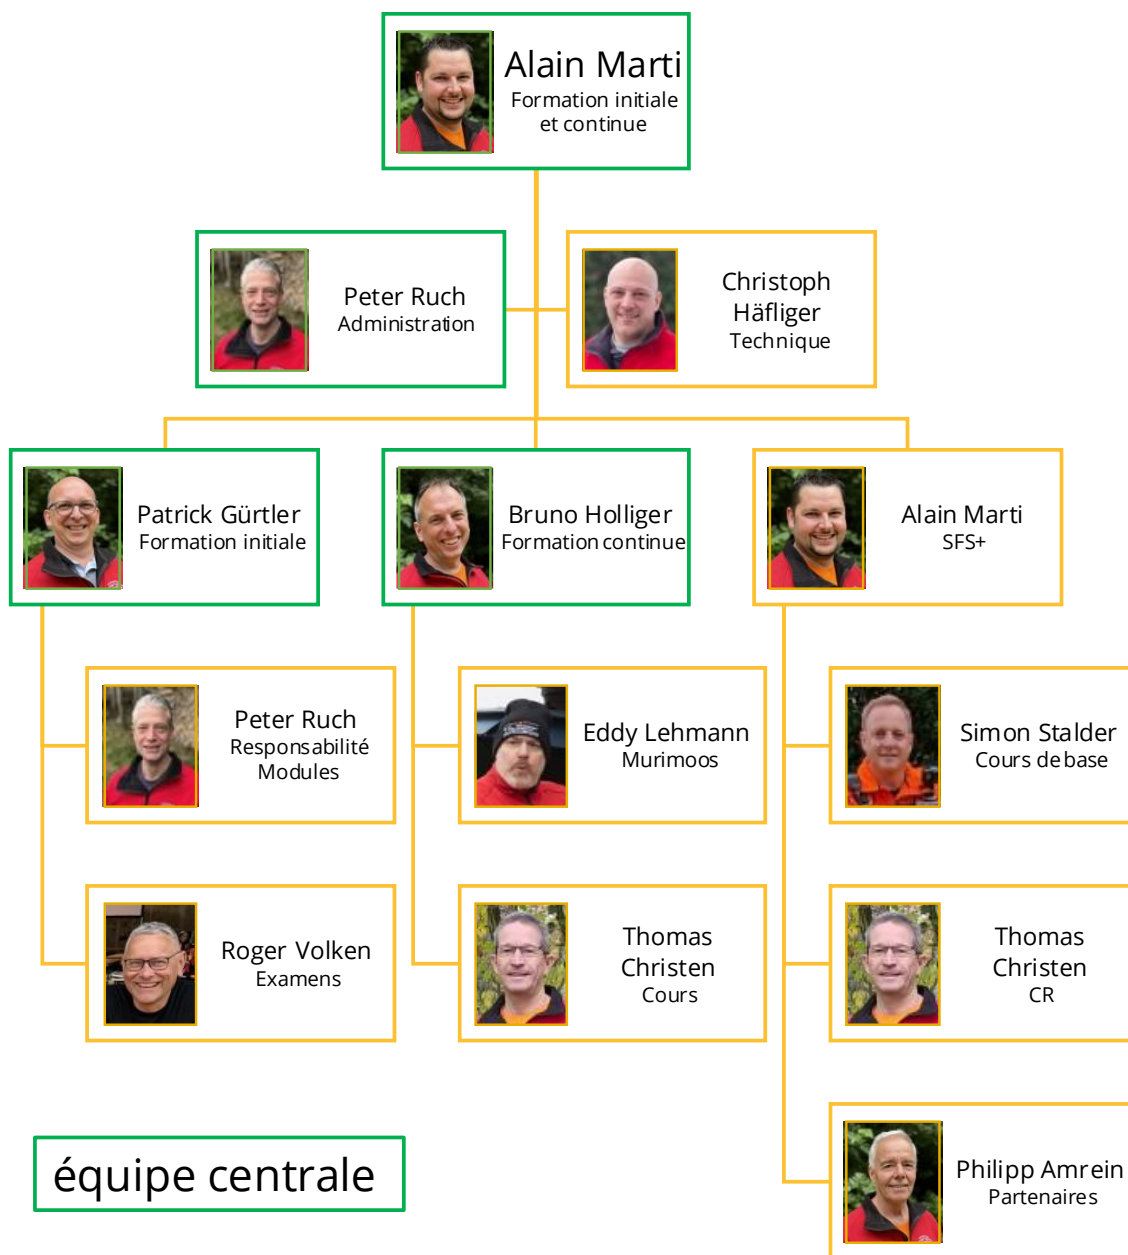 Alain Marti
Formation initiale
et continue
Peter Ruch
Administration
Christoph
Häfliger
Technique
Patrick Gürtler
Formation initiale
Bruno Holliger
Formation continue
Alain Marti
SFS+
Peter Ruch
Responsabilité
Modules
Eddy Lehmann
Murimoos
Simon Stalder
Cours de base
Roger Volken
Examens
Thomas
Christen
Cours
Thomas
Christen
CR
équipe centrale
Philipp Amrein
Partenaires